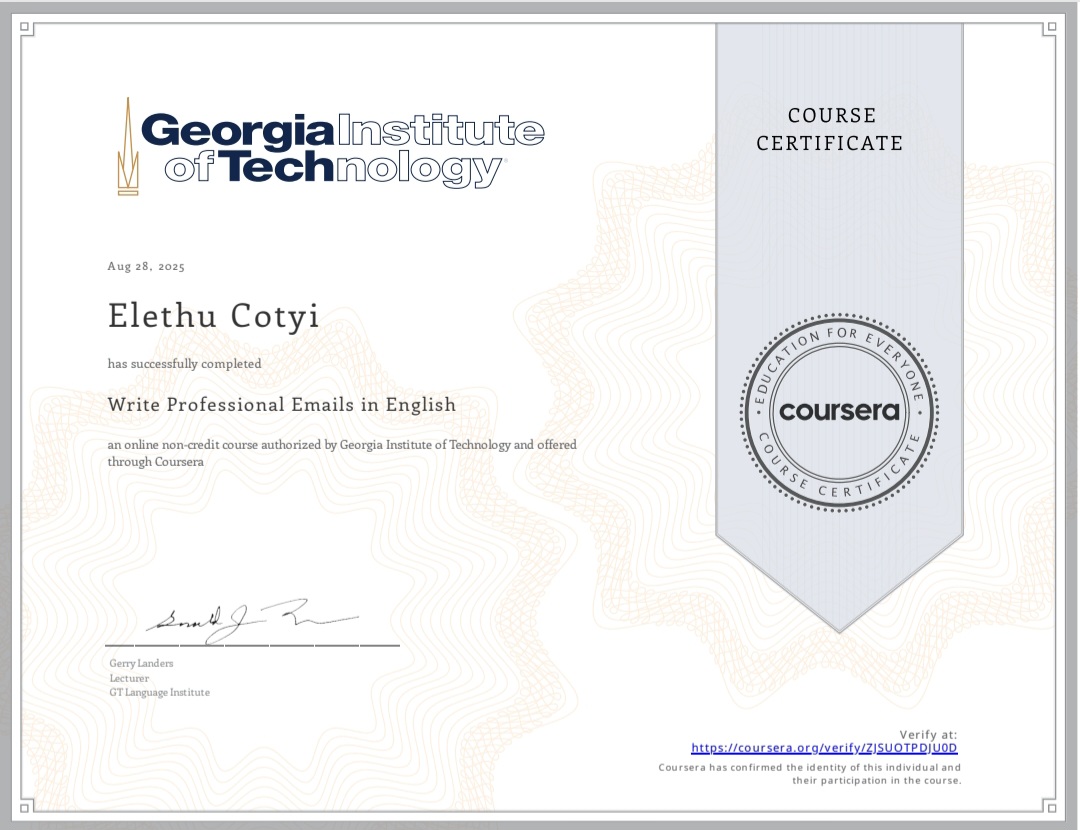 Georgia Institute
of Technology
COURSE
CERTIFICATE
Aug 28, 2025
Elethu Cotyi
has successfully completed
Write Professional Emails in English
an online non-credit course authorized by Georgia Institute of Technology and offered
through Coursera
EDUCATION FOR EVERYONE
coursera
COURSE CERTIFICATE
Gerry Landers
Lecturer
GT Language Institute
Verify at:
https://coursera.org/verify/ZJSUOTPDJU0D
Coursera has confirmed the identity of this individual and
their participation in the course.